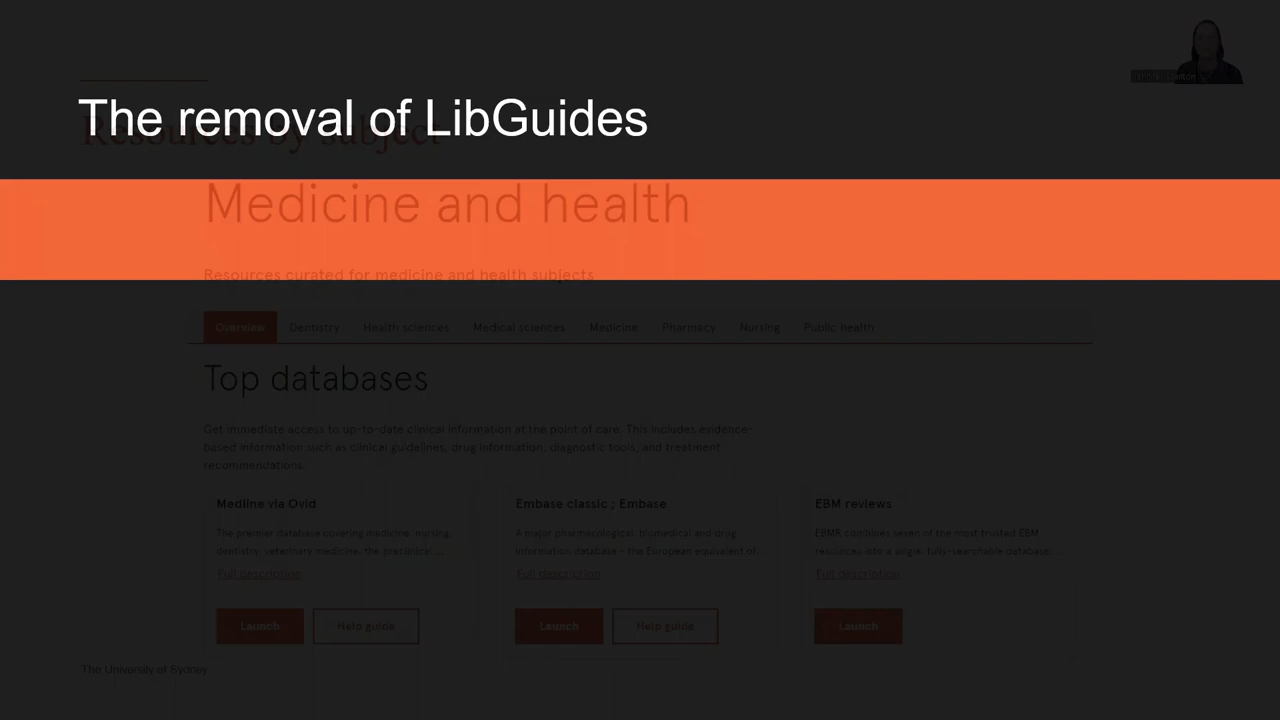 The removal of LibGuides
Resources by subject
Medicine and health
Resources curated for medicine and health subjects
Overview Dentistry Health sciences Medical sciences Medicine Pharmacy Nursing Public health
Top databases
Get immediate access to up-to-date clinical information at the point of care. This includes evidence-
based information such as clinical guidelines, drug information, diagnostic tools, and treatment
recommendations.
Medline via Ovid
The premier database covering medicine, nursing,
dentistry, veterinary medicine, the preclinical ...
Full description
Launch Help guide
Embase classic ; Embase
A major pharmacological, biomedical and drug
information database - the European equivalent of...
Full description
Launch Help guide
EBM reviews
EBMR combines seven of the most trusted EBM
resources into a single, fully-searchable database. ...
Full description
Launch
The University of Sydney